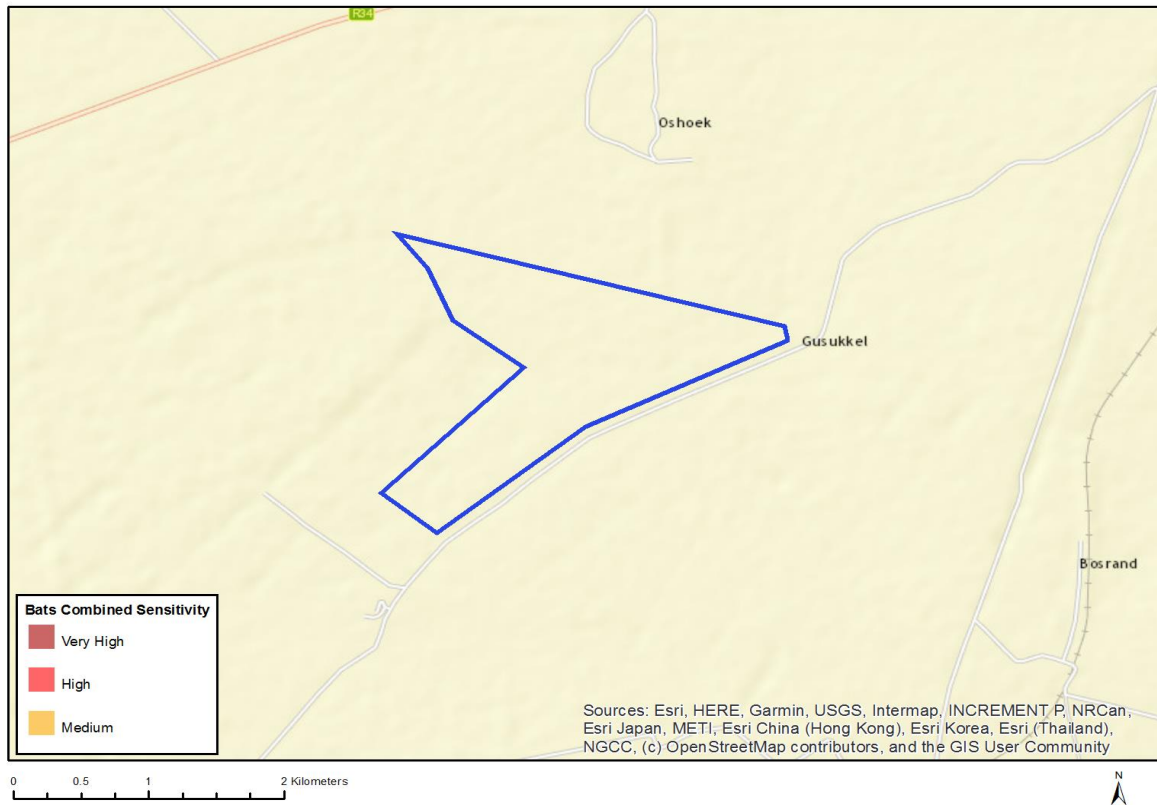 R34
Oshoek
Gusukkel
Bosrand
Bats Combined Sensitivity
Very High
High
Medium
Sources: Esri, HERE, Garmin, USGS, Intermap, INCREMENT P, NRCan,
Esri Japan, METI, Esri China (Hong Kong), Esri Korea, Esri (Thailand),
NGCC, (c) OpenStreetMap contributors, and the GIS User Community
0 0.5 1 2 Kilometers
N